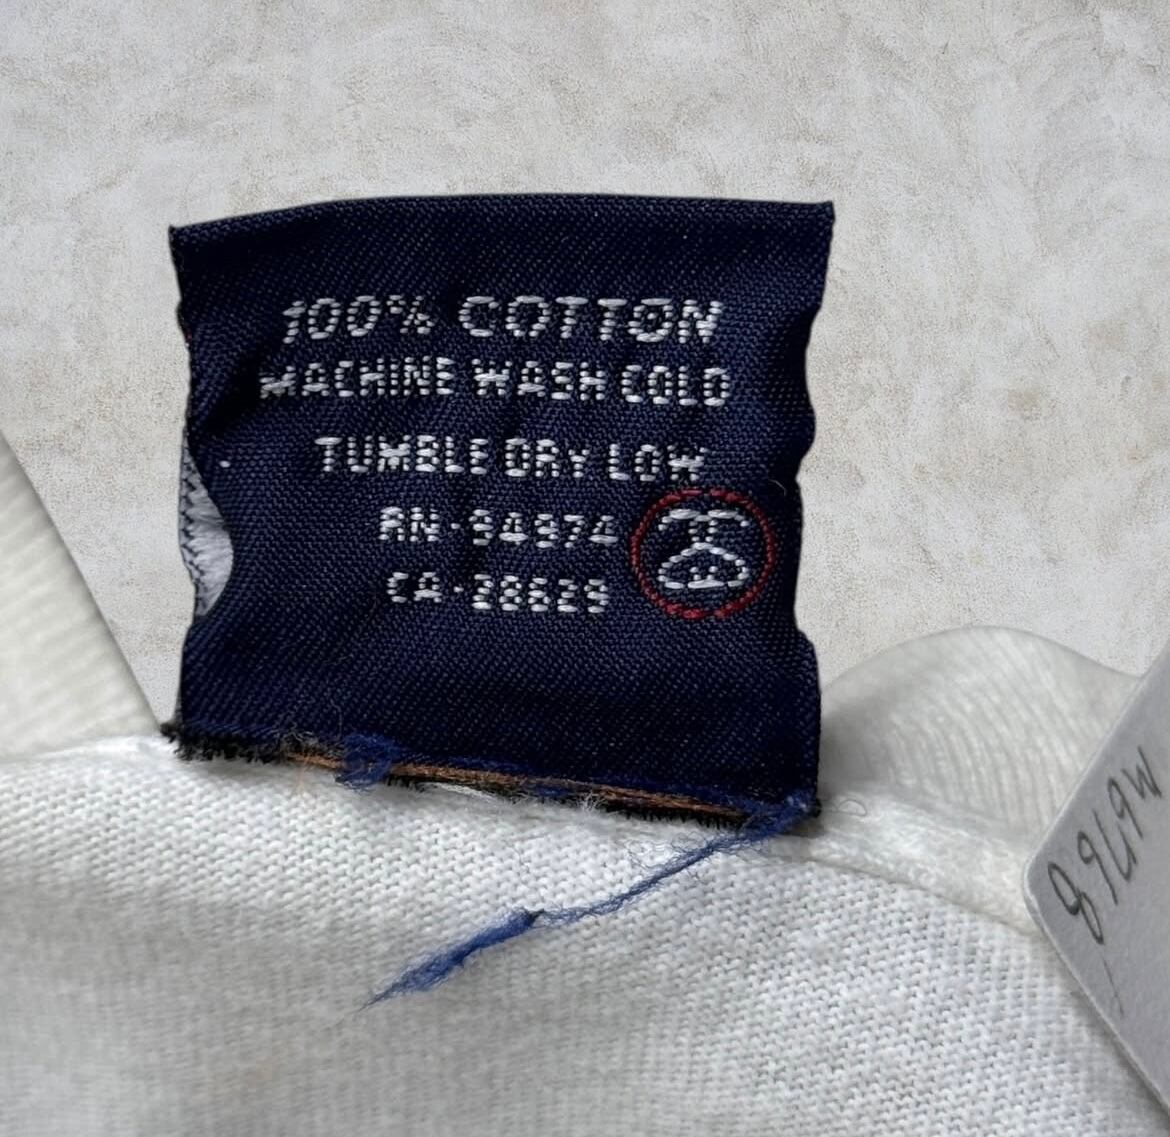 100% COTTON
MACHINE WASH COLD
TUMBLE DRY LOW
RN-94974
CA-28629